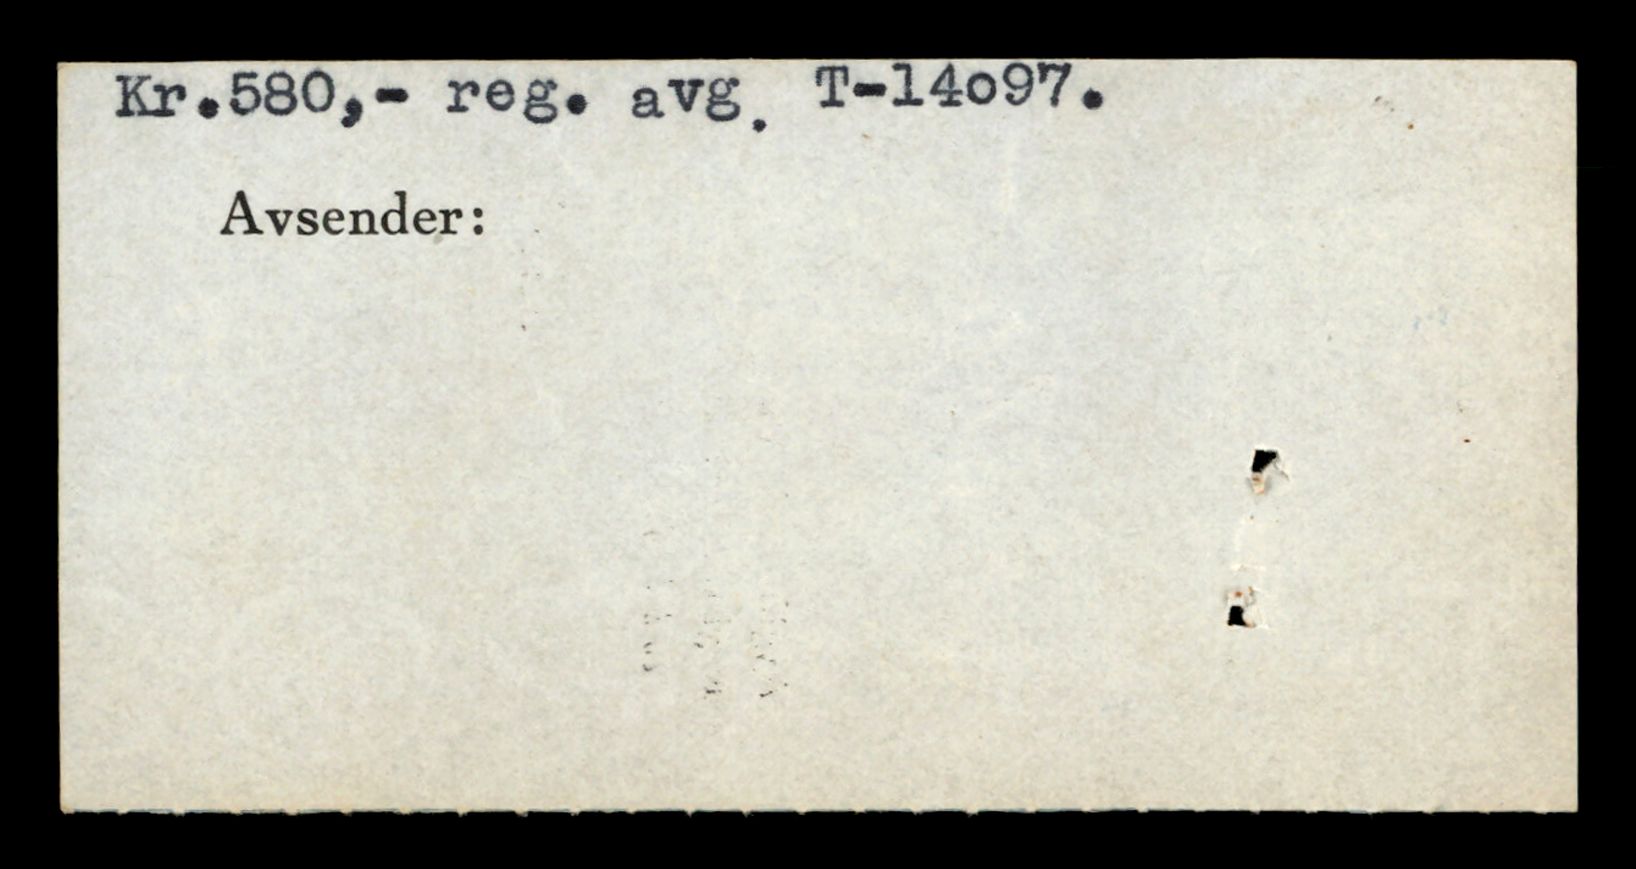 Kr.580,- reg. avg. T-14o97.
Avsender: